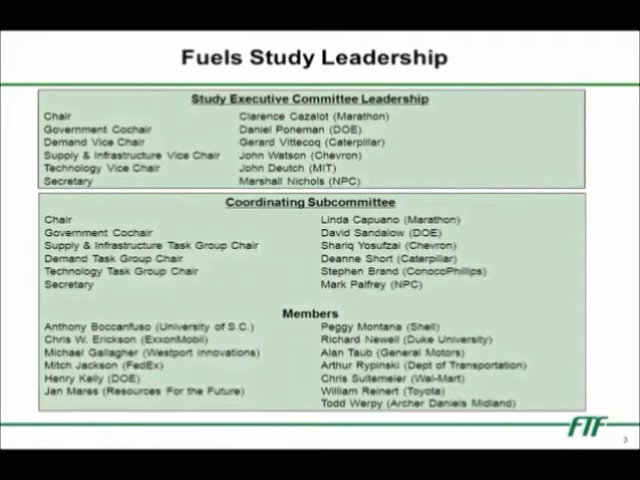 Fuels Study Leadership
Study Executive Committee Leadership
Chair Clarence Cazalot (Marathon)
Government Cochair Daniel Poneman (DOE)
Demand Vice Chair Gerard Vittecoq (Caterpillar)
Supply & Infrastructure Vice Chair John Watson (Chevron)
Technology Vice Chair John Deutch (MIT)
Secretary Marshall Nichols (NPC)
Coordinating Subcommittee
Chair Linda Capuano (Marathon)
Government Cochair David Sandalow (DOE)
Supply & Infrastructure Task Group Chair Shariq Yosufzai (Chevron)
Demand Task Group Chair Deanne Short (Caterpillar)
Technology Task Group Chair Stephen Brand (ConocoPhillips)
Secretary Mark Palfrey (NPC)
Members
Anthony Boccanfuso (University of S.C.) Peggy Montana (Shell)
Chris W. Erickson (ExxonMobil) Richard Newell (Duke University)
Michael Gallagher (Westport Innovations) Alan Taub (General Motors)
Mitch Jackson (FedEx) Arthur Rypinski (Dept of Transportation)
Henry Kelly (DOE) Chris Sultemeier (Wal-Mart)
Jan Mares (Resources For the Future) William Reinert (Toyota)
Todd Werpy (Archer Daniels Midland)
FTF
3